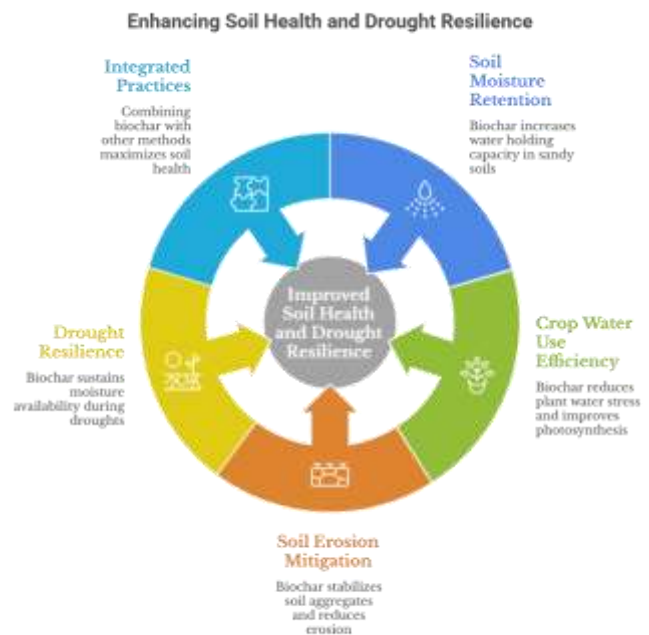 Enhancing Soil Health and Drought Resilience
Integrated
Practices
Combining
biochar with
other methods
maximizes soil
health
Soil
Moisture
Retention
Biochar increases
water holding
capacity in sandy
soils
Improved
Soil Health
and Drought
Resilience
Drought
Resilience
Biochar sustains
moisture
availability during
droughts
Crop Water
Use
Efficiency
Biochar reduces
plant water stress
and improves
photosynthesis
Soil Erosion
Mitigation
Biochar stabilizes
soil aggregates
and reduces
erosion